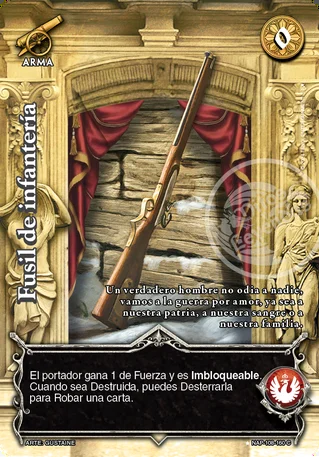 ARMA
0
Fusil de infantería
Un verdadero hombre no odia a nadie,
vamos a la guerra por amor, ya sea a
nuestra patria, a nuestra sangre o a
nuestra familia.
El portador gana 1 de Fuerza y es Imbloqueable.
Cuando sea Destruida, puedes Desterrarla
para Robar una carta.
ARTE: GUSTAINE